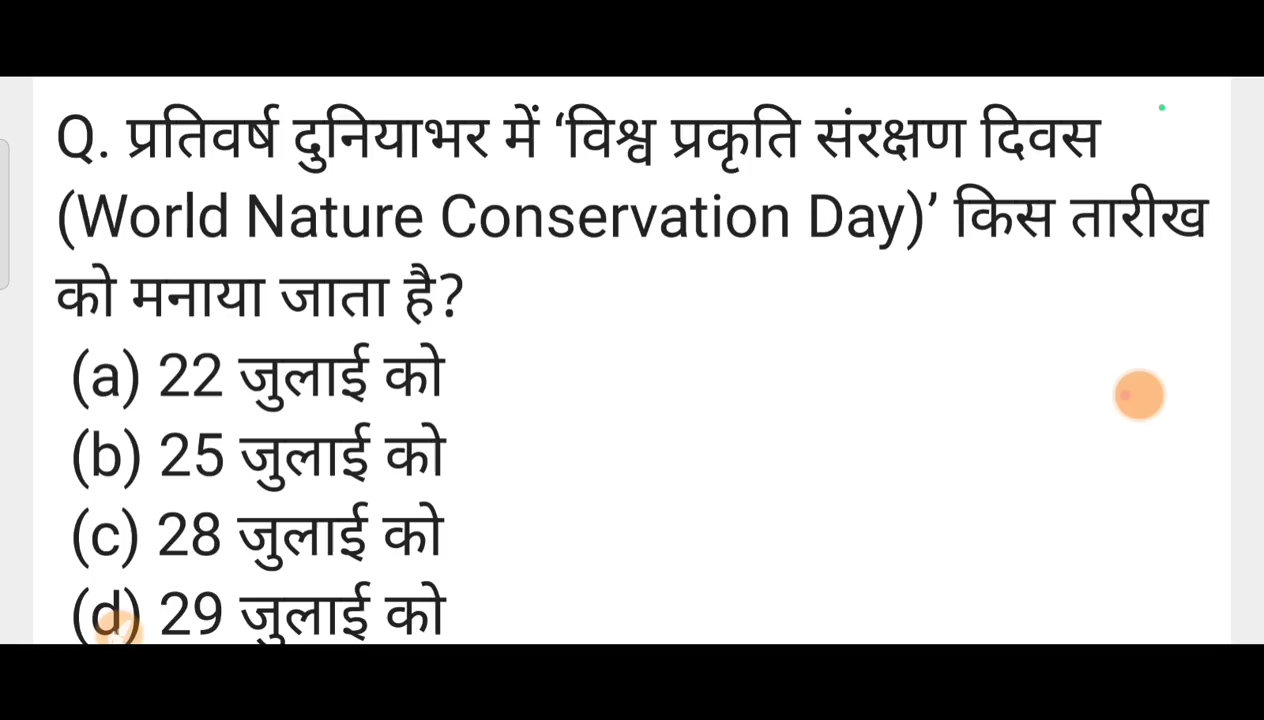 Q. प्रतिवर्ष दुनियाभर में ‘विश्व प्रकृति संरक्षण दिवस
(World Nature Conservation Day)’ किस तारीख
को मनाया जाता है?
(a) 22 जुलाई को
(b) 25 जुलाई को
(c) 28 जुलाई को
(d) 29 जुलाई को